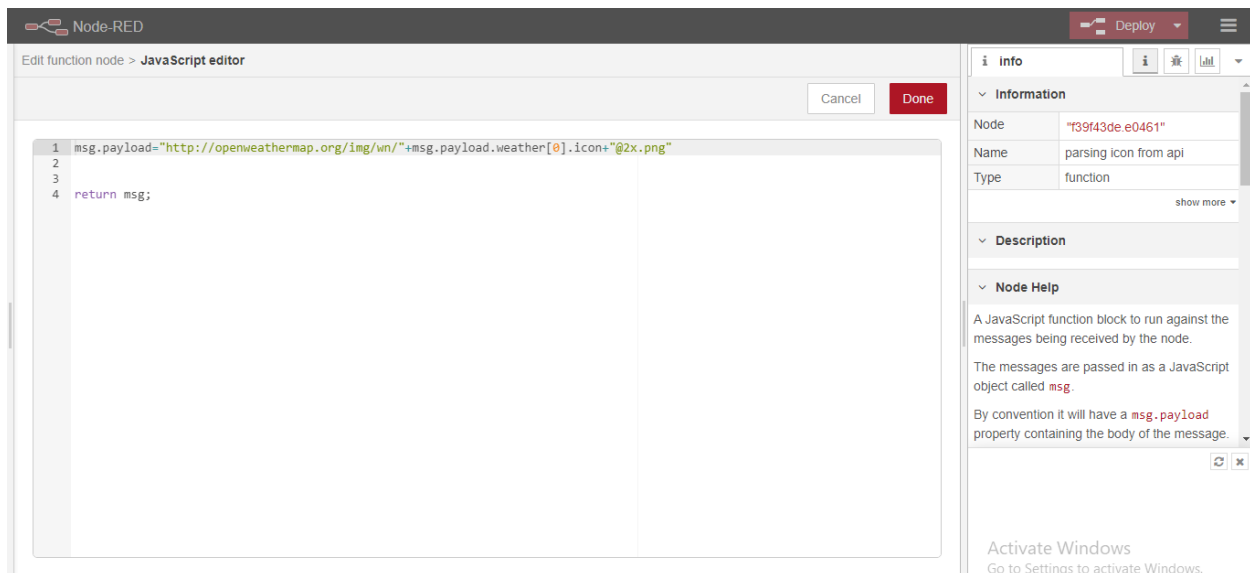 Node-RED
Deploy
Edit function node > JavaScript editor
Cancel
Done
1 msg.payload="http://openweathermap.org/img/wn/"+msg.payload.weather[0].icon+"@2x.png"
2
3
4 return msg;
i info
Information
Node "f39f43de.e0461"
Name parsing icon from api
Type function
show more
Description
Node Help
A JavaScript function block to run against the
messages being received by the node.
The messages are passed in as a JavaScript
object called msg.
By convention it will have a msg.payload
property containing the body of the message.
Activate Windows
Go to Settings to activate Windows.